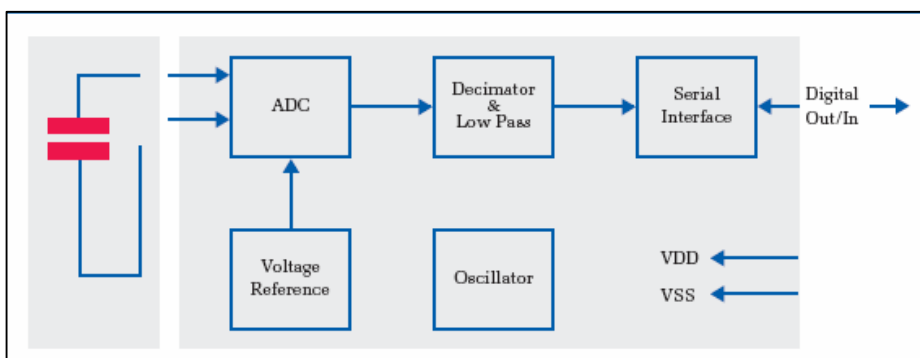 ADC
Decimator
&
Low Pass
Serial
Interface
Digital
Out/In
Voltage
Reference
Oscillator
VDD
VSS